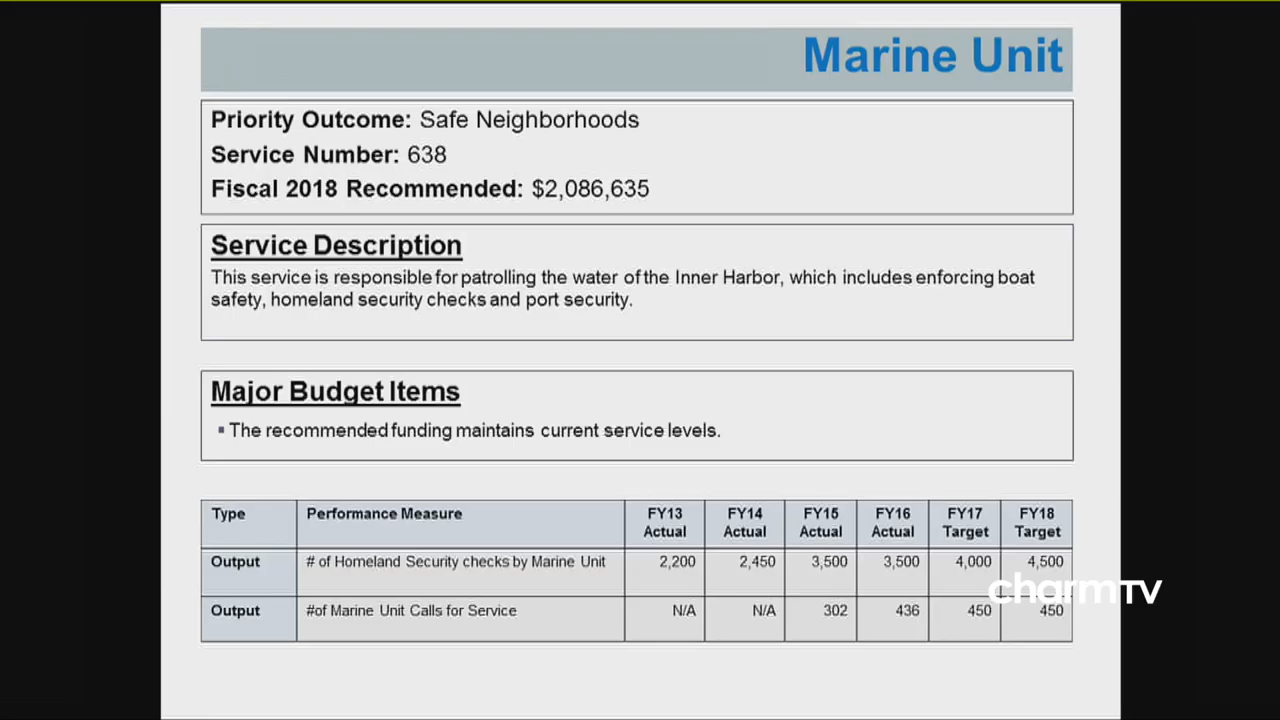 Marine Unit
Priority Outcome: Safe Neighborhoods
Service Number: 638
Fiscal 2018 Recommended: $2,086,635
Service Description
This service is responsible for patrolling the water of the Inner Harbor, which includes enforcing boat
safety, homeland security checks and port security.
Major Budget Items
▪ The recommended funding maintains current service levels.
Type Performance Measure FY13 Actual FY14 Actual FY15 Actual FY16 Actual FY17 Target FY18 Target
Output # of Homeland Security checks by Marine Unit 2,200 2,450 3,500 3,500 4,000 4,500
charmTV
Output #of Marine Unit Calls for Service N/A N/A 302 436 450 450